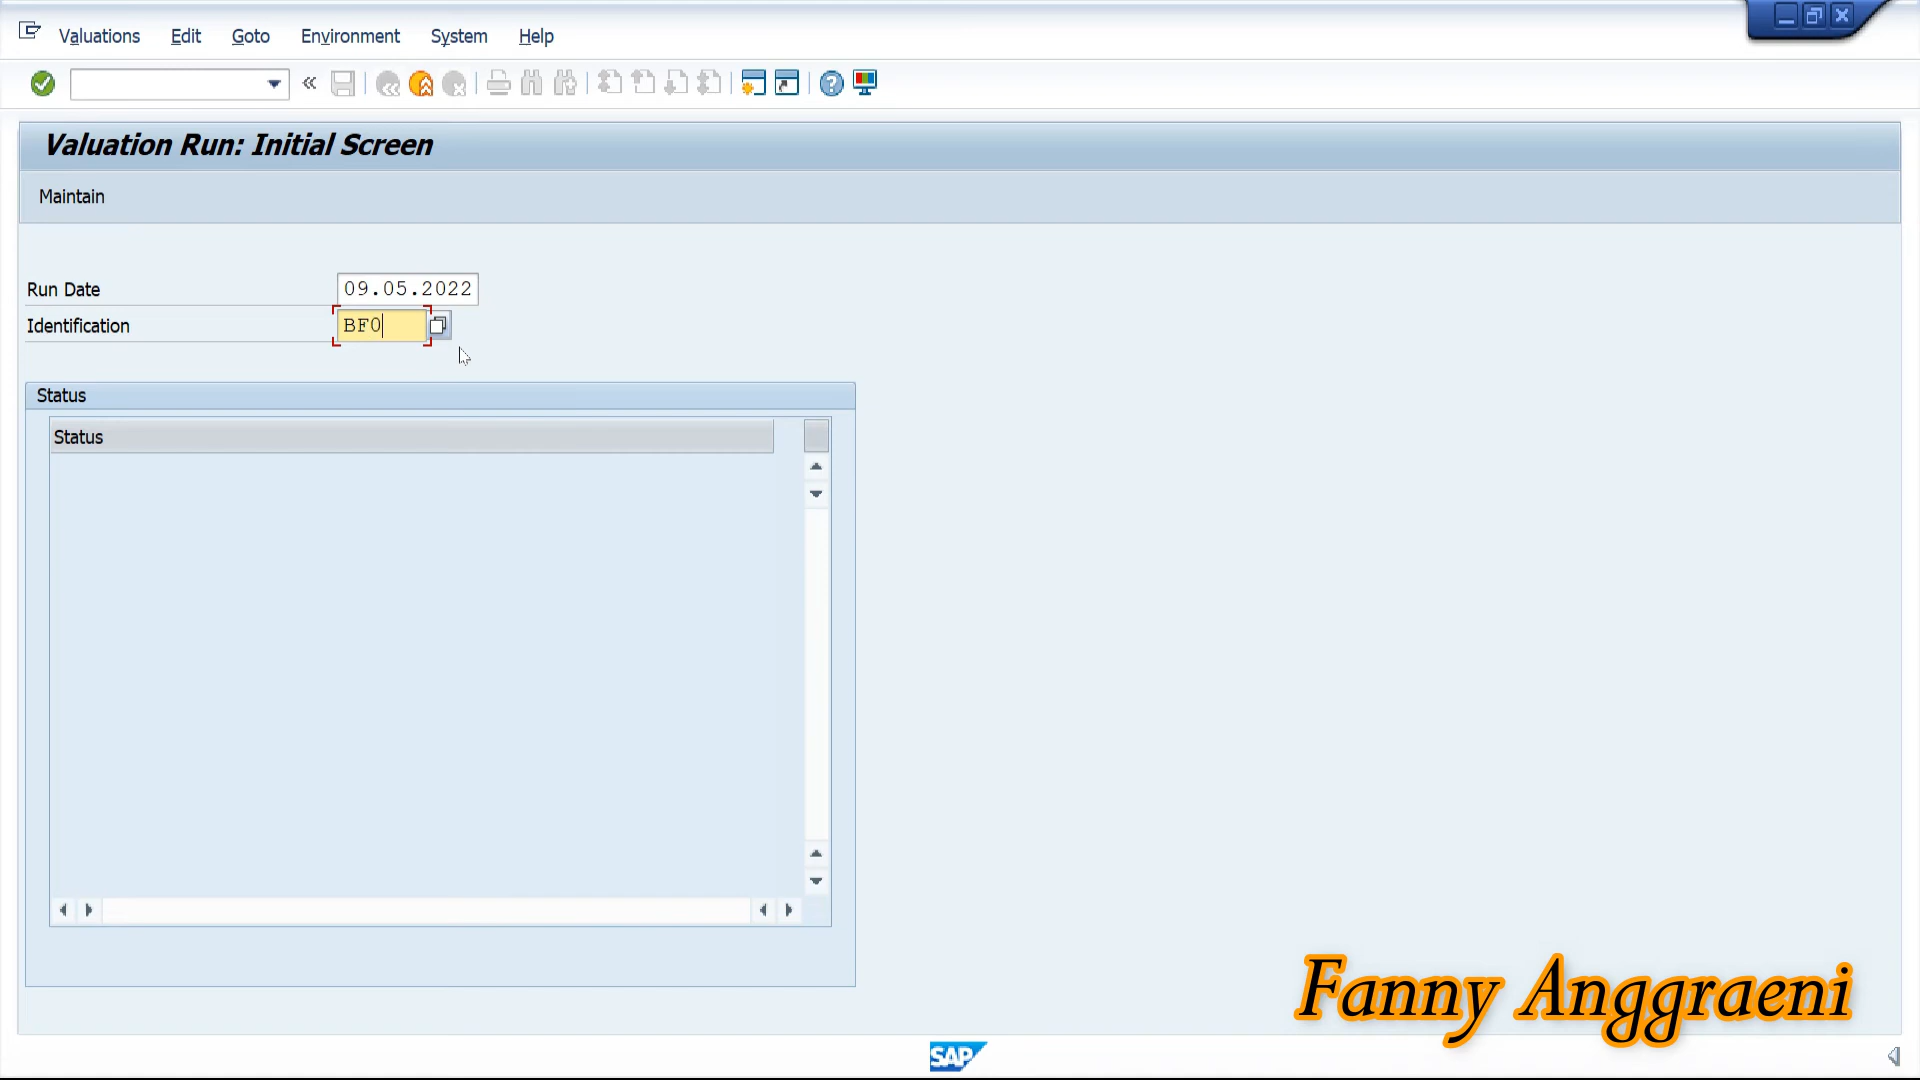 Valuations Edit Goto Environment System Help
Valuation Run: Initial Screen
Maintain
Run Date 09.05.2022
Identification BF0
Status
Status
Fanny Anggraeni
SAP